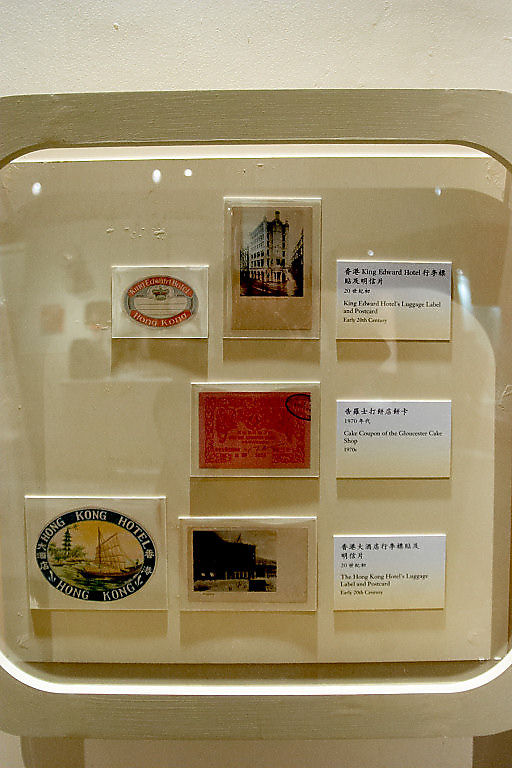 King Edward Hotel
HONG KONG
香港 King Edward Hotel 行李標
貼及明信片
20 世紀初
King Edward Hotel's Luggage Label
and Postcard
Early 20th Century
告羅士打餅店餅卡
1970 年代
Cake Coupon of the Gloucester Cake
Shop
1970s
HONG KONG HOTEL
HONG KONG
香港大酒店行李標貼及
明信片
20 世紀初
The Hong Kong Hotel's Luggage
Label and Postcard
Early 20th Century